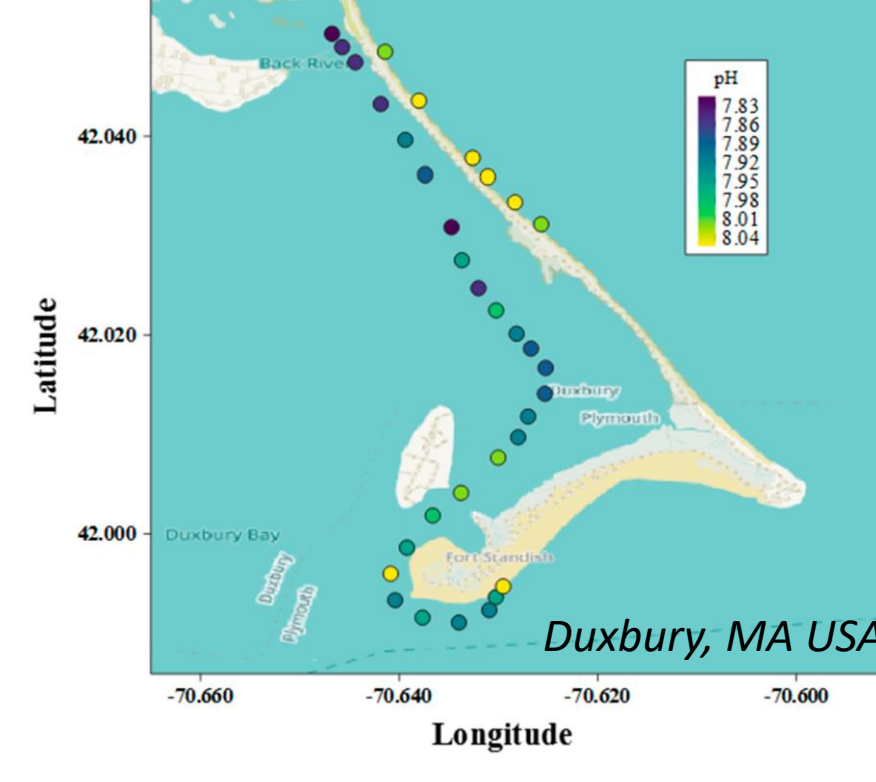 Back River
pH
7.83
7.86
7.89
7.92
7.95
7.98
8.01
8.04
42.040
42.020
42.000
Latitude
Duxbury
Plymouth
Duxbury Bay
Duxbury
Plymouth
Fort Standish
Duxbury, MA USA
-70.660
-70.640
-70.620
-70.600
Longitude